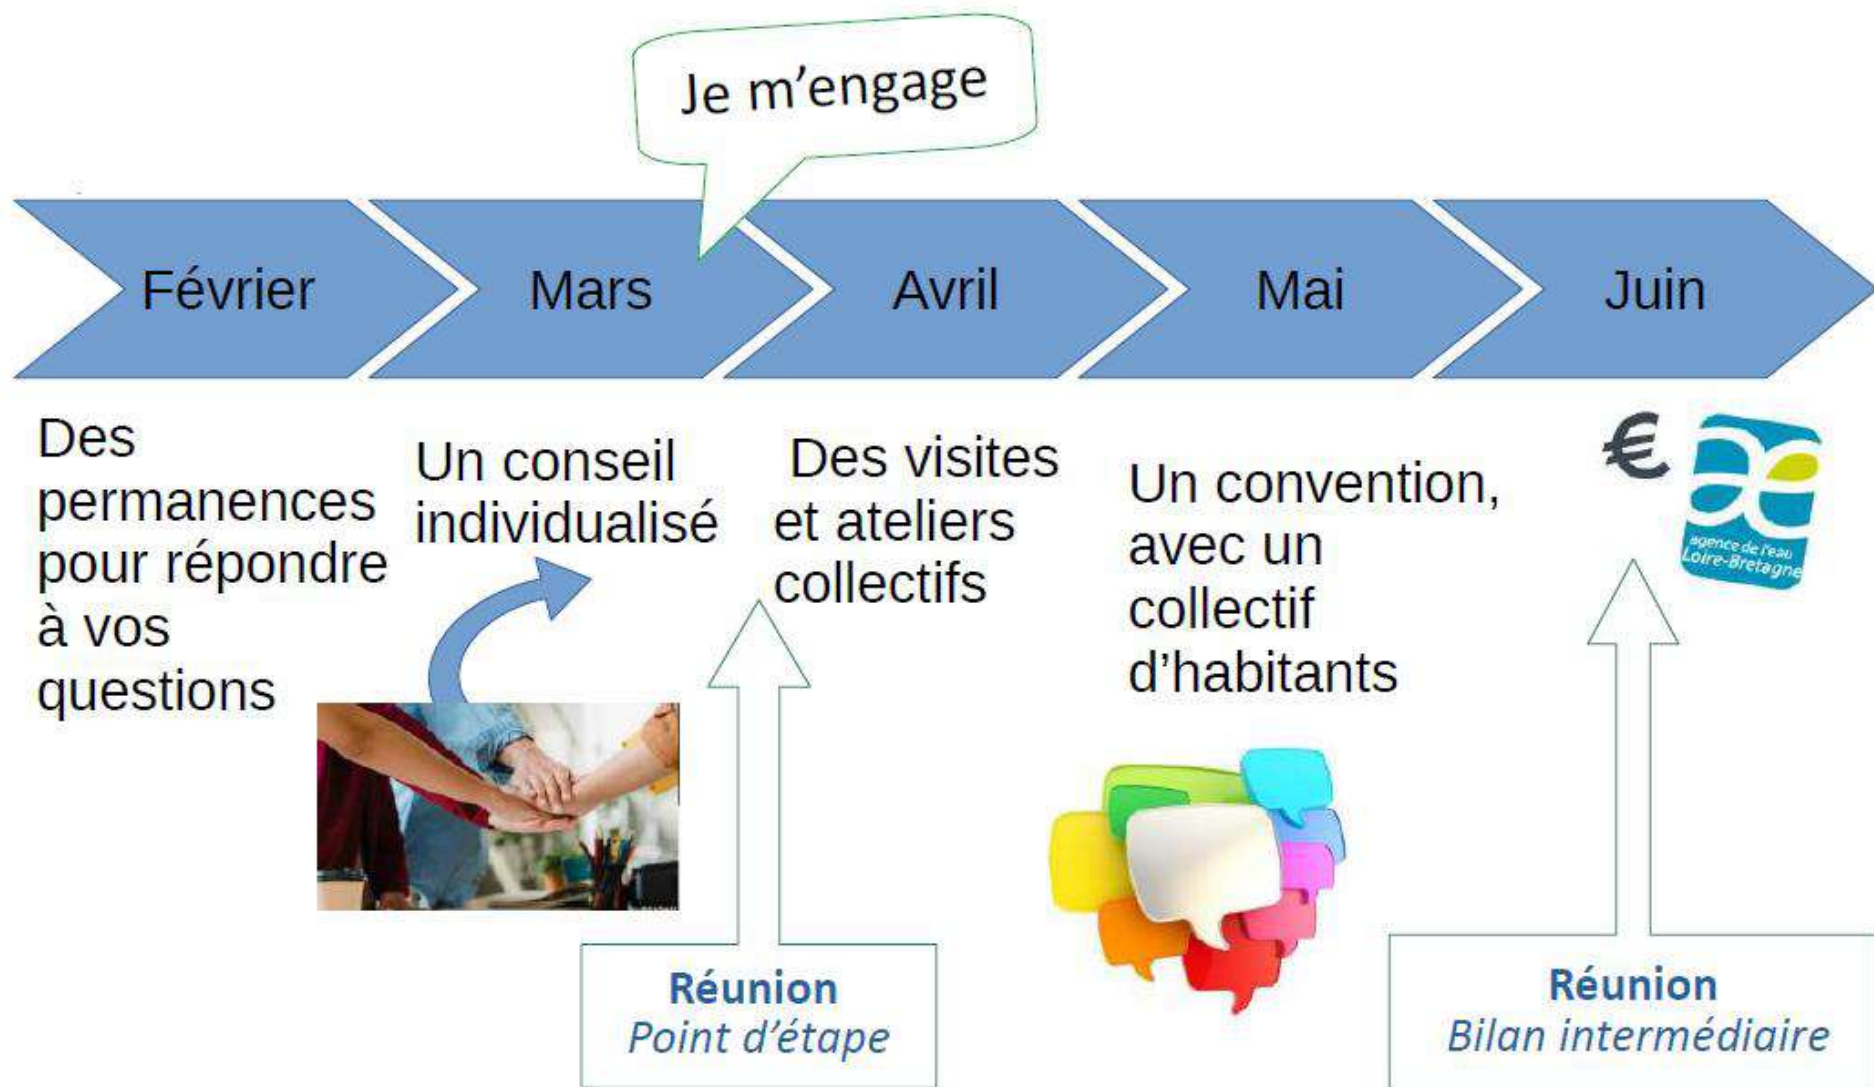 Je m'engage
Février
Mars
Avril
Mai
Juin
Des
permanences
pour répondre
à vos
questions
Un conseil
individualisé
Des visites
et ateliers
collectifs
Un convention,
avec un
collectif
d'habitants
€
æ
agence de l'eau
Loire-Bretagne
Réunion
Point d'étape
Réunion
Bilan intermédiaire